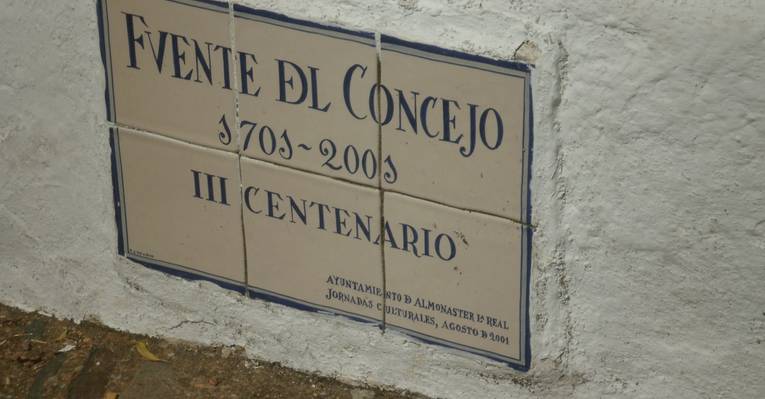 FVENTE DL CONCEJO
1701~2001
III CENTENARIO
AYUNTAMIENTO D ALMONASTER La REAL
JORNADAS CULTURALES, AGOSTO D 2001